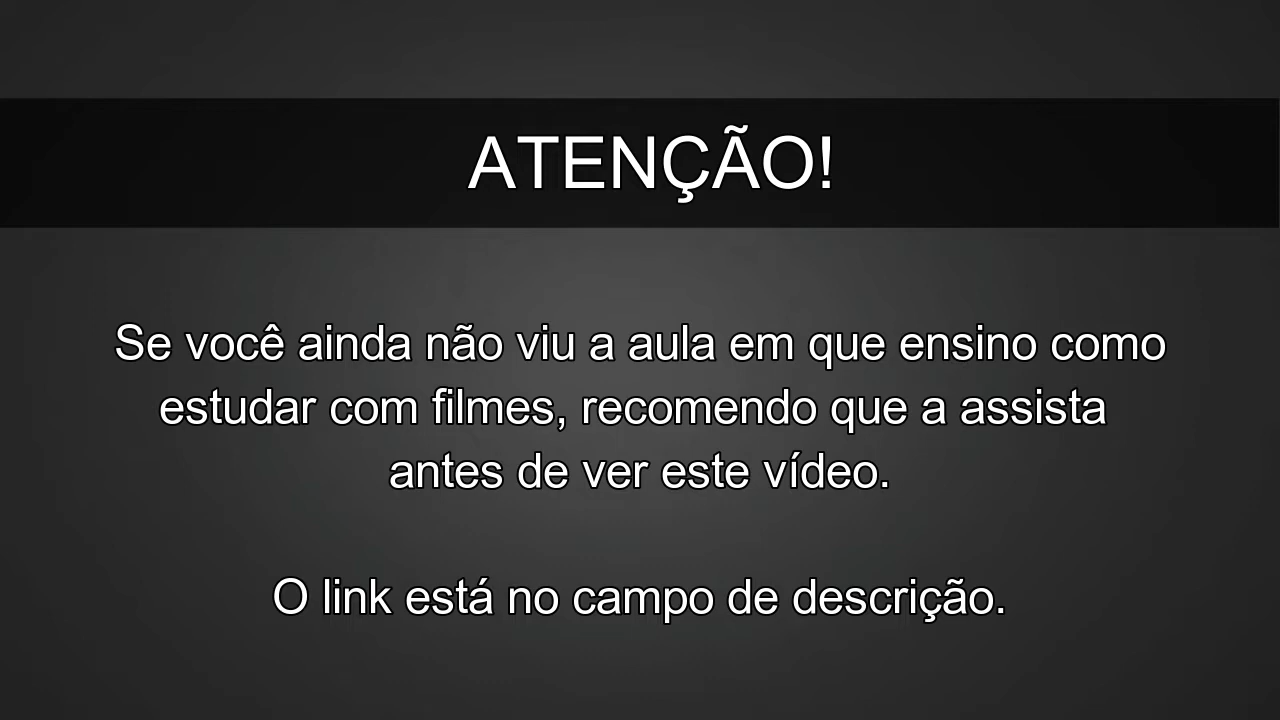 ATENÇÃO!
Se você ainda não viu a aula em que ensino como
estudar com filmes, recomendo que a assista
antes de ver este vídeo.
O link está no campo de descrição.